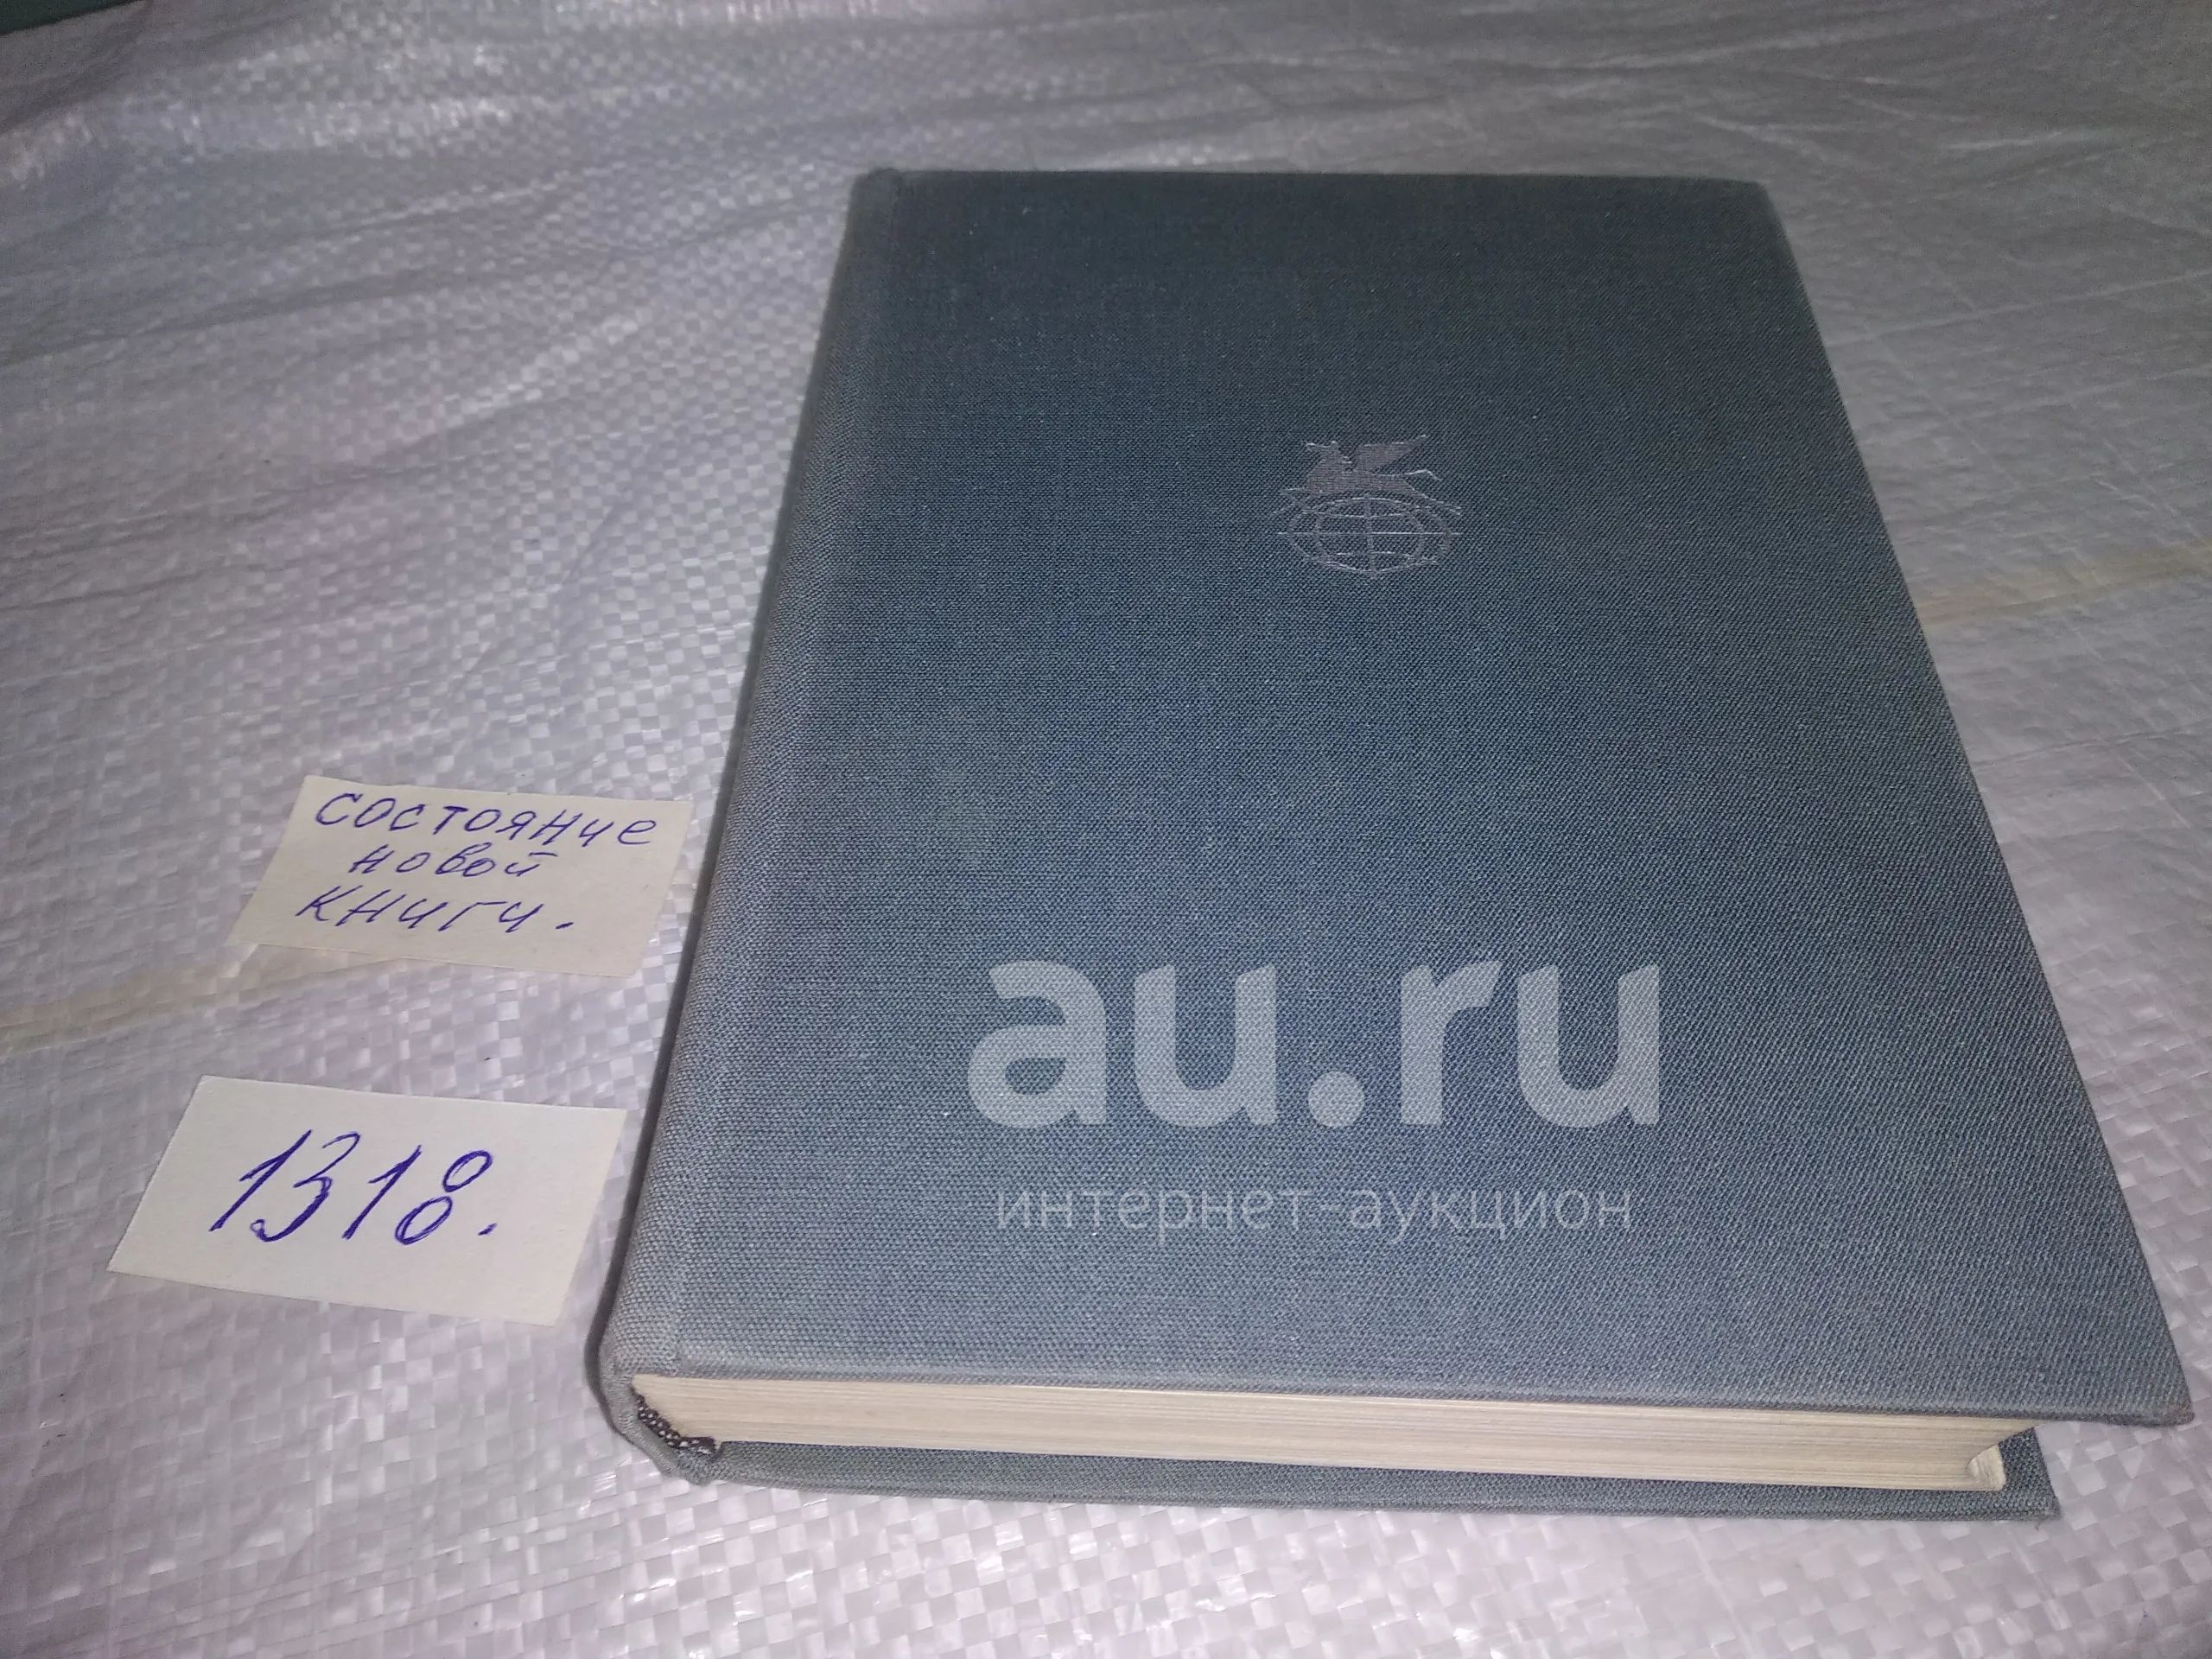 состояние
новой
книги.
1318.
au.ru
интернет-аукцион